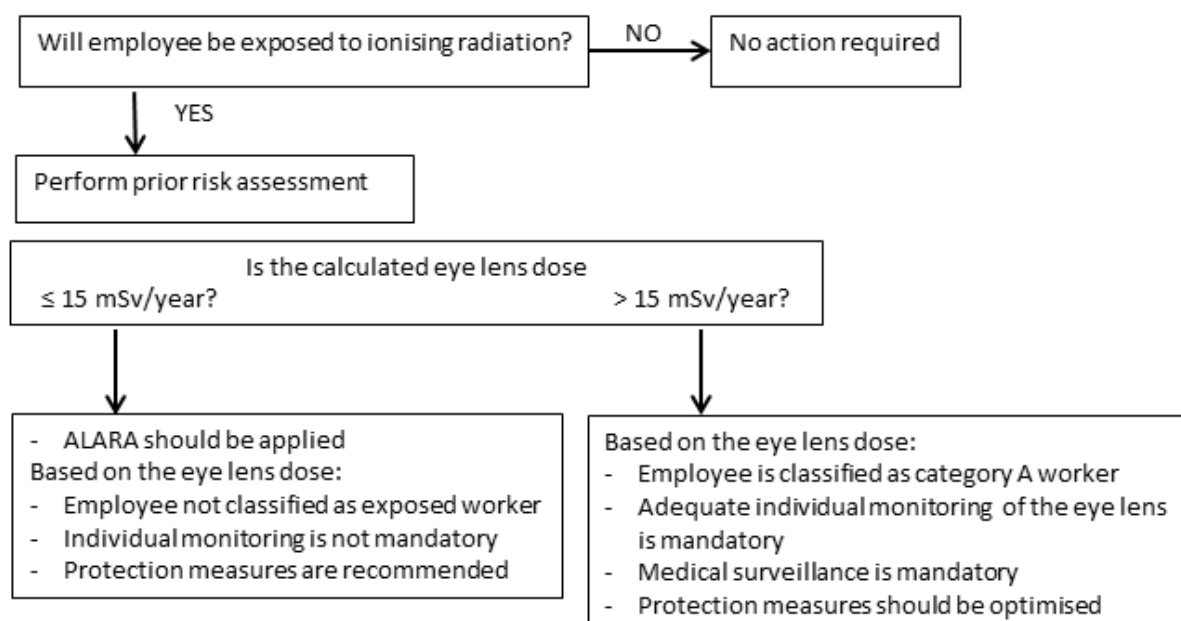 Will employee be exposed to ionising radiation?
NO
No action required
YES
Perform prior risk assessment
Is the calculated eye lens dose
≤ 15 mSv/year?
> 15 mSv/year?
- ALARA should be applied
Based on the eye lens dose:
- Employee not classified as exposed worker
- Individual monitoring is not mandatory
- Protection measures are recommended
Based on the eye lens dose:
- Employee is classified as category A worker
- Adequate individual monitoring of the eye lens
is mandatory
- Medical surveillance is mandatory
- Protection measures should be optimised